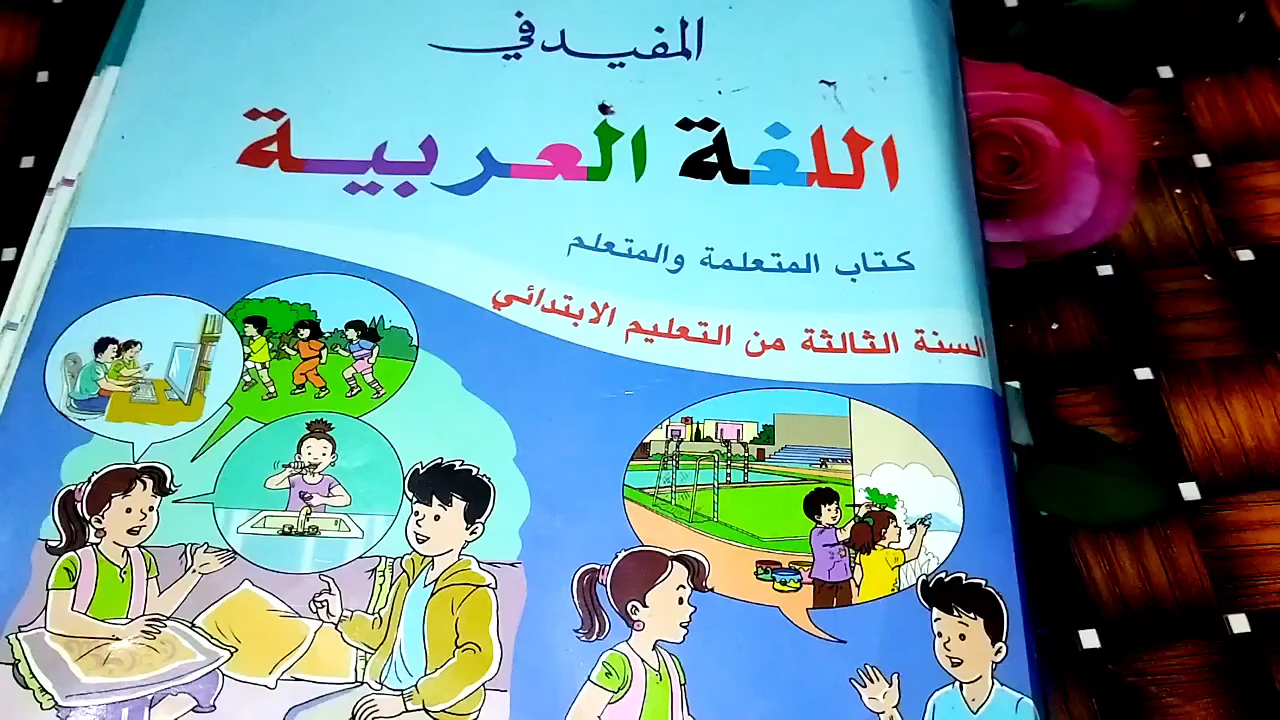 المفيد في
اللغة العربية
كتاب المتعلمة والمتعلم
السنة الثالثة من التعليم الابتدائي